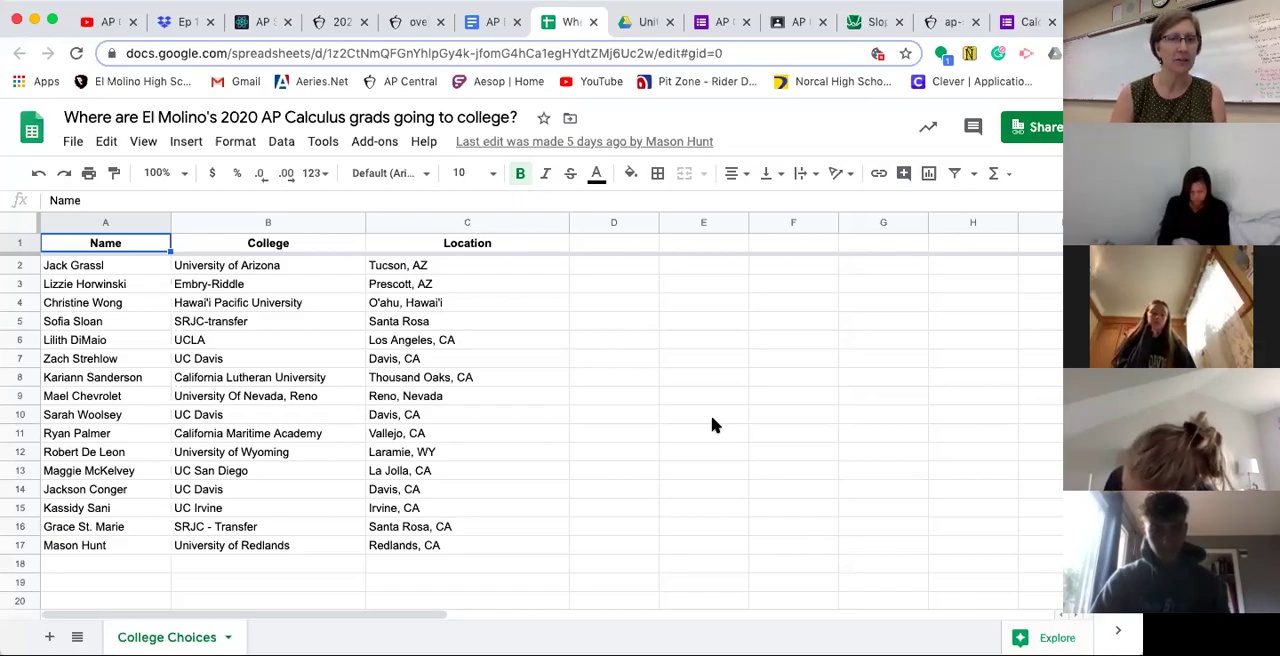 AP (
Ep 1
AP S
202
ove
AP I
Whe
Unit
AP E
AP I
Slop
ap-s
Calc
docs.google.com/spreadsheets/d/
/edit#gid=0
1
Apps El Molino High Sc... Gmail Aeries.Net AP Central Aesop | Home YouTube Pit Zone - Rider D... Norcal High Scho... Clever | Applicatio...
Where are El Molino's 2020 AP Calculus grads going to college?
File Edit View Insert Format Data Tools Add-ons Help Last edit was made 5 days ago by Mason Hunt
Share
100% $ % .0 .00 123 Default (Ari... 10 B I S A
fx Name
A B C D E F G H
1 Name College Location
2 Jack Grassl University of Arizona Tucson, AZ
3 Lizzie Horwinski Embry-Riddle Prescott, AZ
4 Christine Wong Hawai'i Pacific University O'ahu, Hawai'i
5 Sofia Sloan SRJC-transfer Santa Rosa
6 Lilith DiMaio UCLA Los Angeles, CA
7 Zach Strehlow UC Davis Davis, CA
8 Kariann Sanderson California Lutheran University Thousand Oaks, CA
9 Mael Chevrolet University Of Nevada, Reno Reno, Nevada
10 Sarah Woolsey UC Davis Davis, CA
11 Ryan Palmer California Maritime Academy Vallejo, CA
12 Robert De Leon University of Wyoming Laramie, WY
13 Maggie McKelvey UC San Diego La Jolla, CA
14 Jackson Conger UC Davis Davis, CA
15 Kassidy Sani UC Irvine Irvine, CA
16 Grace St. Marie SRJC - Transfer Santa Rosa, CA
17 Mason Hunt University of Redlands Redlands, CA
18
19
20
College Choices
Explore